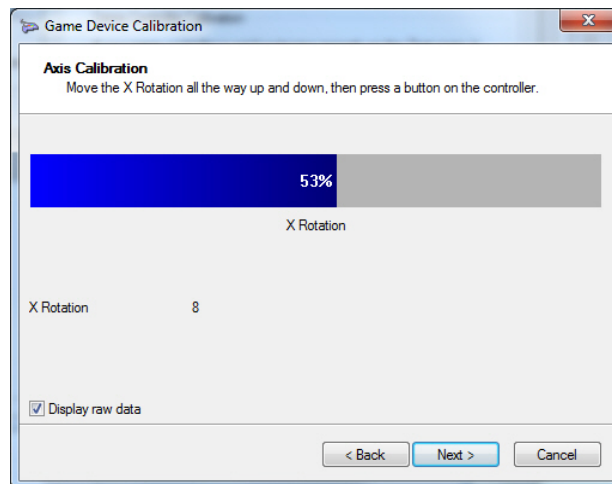 Game Device Calibration
X
Axis Calibration
Move the X Rotation all the way up and down, then press a button on the controller.
53%
X Rotation
X Rotation 8
Display raw data
< Back Next > Cancel